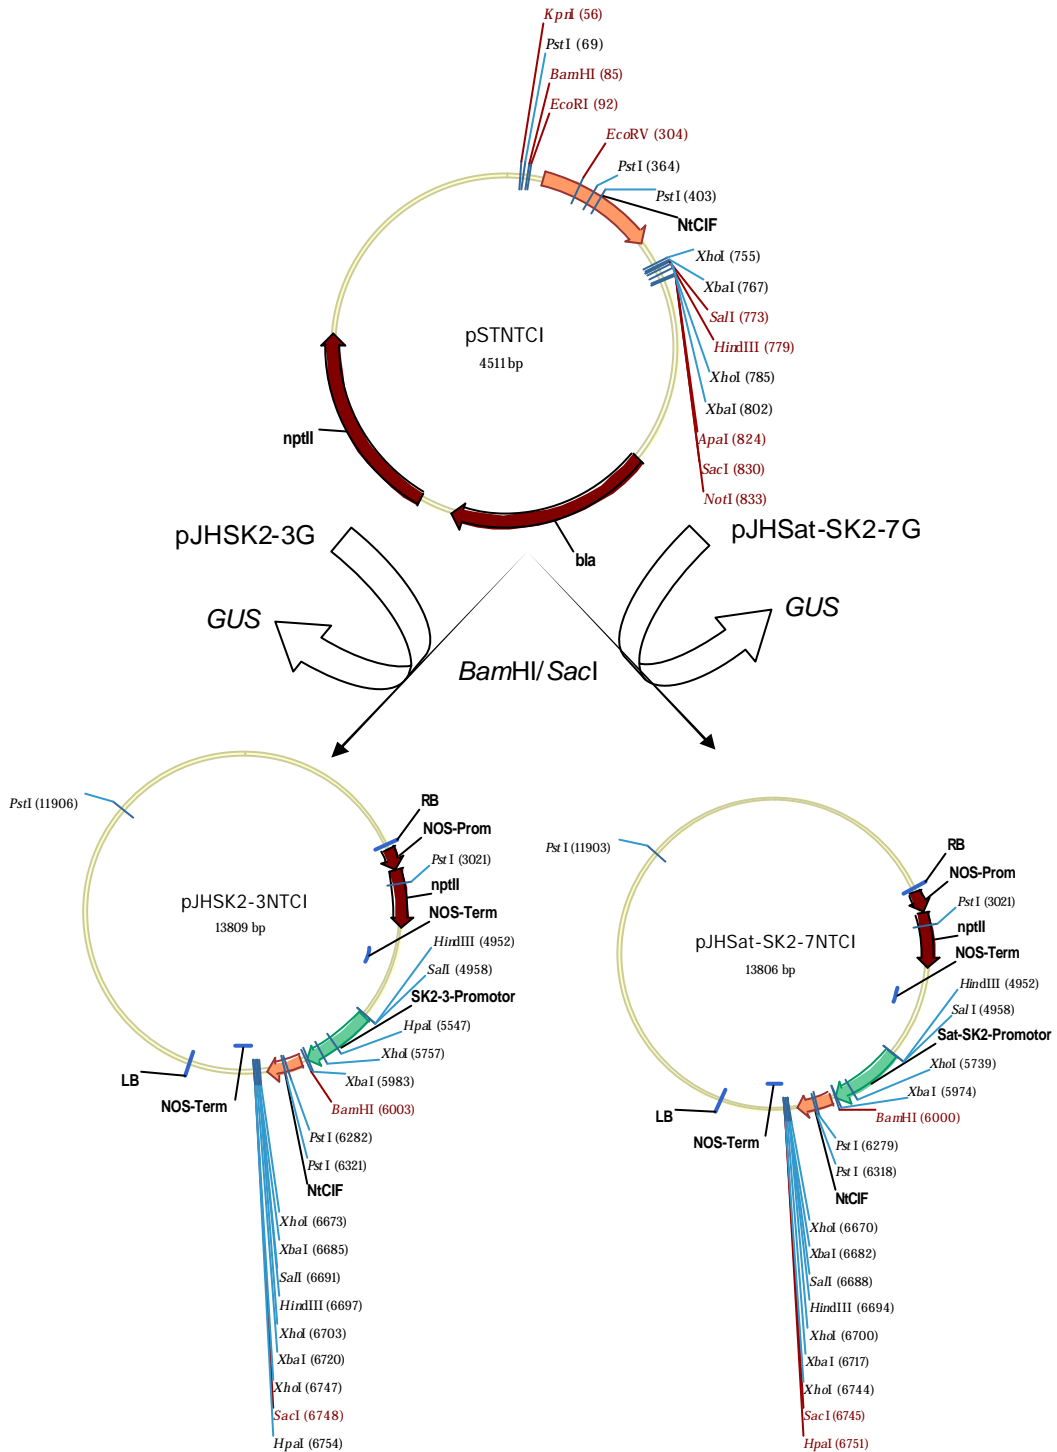 KpnI (56)
PstI (69)
BamHI (85)
EcoRI (92)
EcoRV (304)
PstI (364)
PstI (403)
NtCIF
XhoI (755)
XbaI (767)
SalI (773)
HindIII (779)
XhoI (785)
XbaI (802)
ApaI (824)
SacI (830)
NotI (833)
pSTNTCI
4511 bp
nptII
bla
pJHSK2-3G
pJHSat-SK2-7G
GUS
GUS
BamHI/SacI
PstI (11906)
RB
NOS-Prom
PstI (3021)
nptII
NOS-Term
HindIII (4952)
SalI (4958)
SK2-3-Promotor
HpaI (5547)
XhoI (5757)
XbaI (5983)
BamHI (6003)
PstI (6282)
PstI (6321)
NtCIF
XhoI (6673)
XbaI (6685)
SalI (6691)
HindIII (6697)
XhoI (6703)
XbaI (6720)
XhoI (6747)
SacI (6748)
HpaI (6754)
pJHSK2-3NTCI
13809 bp
LB
NOS-Term
PstI (11903)
RB
NOS-Prom
PstI (3021)
nptII
NOS-Term
HindIII (4952)
SalI (4958)
Sat-SK2-Promotor
XhoI (5739)
XbaI (5974)
BamHI (6000)
PstI (6279)
PstI (6318)
NtCIF
XhoI (6670)
XbaI (6682)
SalI (6688)
HindIII (6694)
XhoI (6700)
XbaI (6717)
XhoI (6744)
SacI (6745)
HpaI (6751)
pJHSat-SK2-7NTCI
13806 bp
LB
NOS-Term